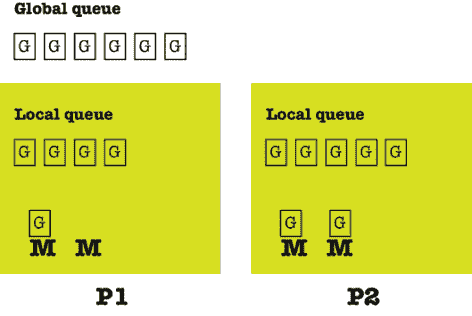 Global queue
G G G G G G
Local queue
G G G G
G
M M
P1
Local queue
G G G G G
G G
M M
P2